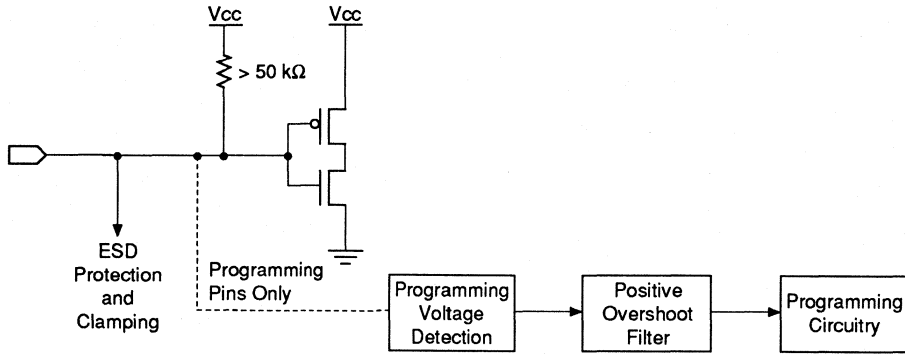 Vcc
Vcc
> 50 kΩ
ESD
Protection
and
Clamping
Programming
Pins Only
Programming
Voltage
Detection
Positive
Overshoot
Filter
Programming
Circuitry